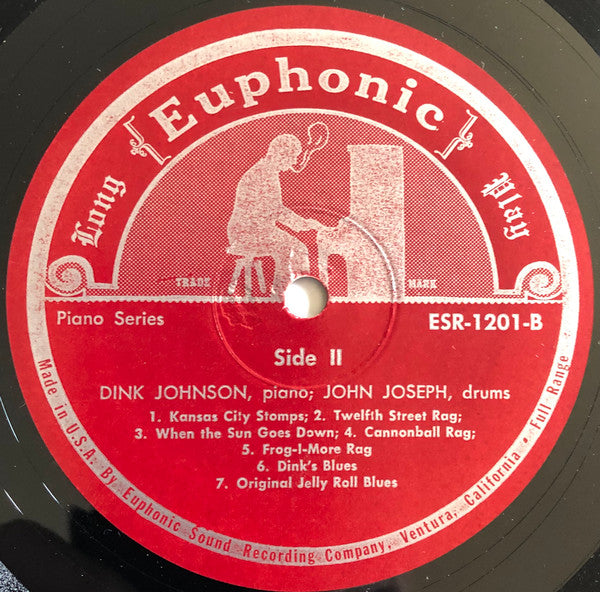 Euphonic
Long Play
TRADE MARK
Piano Series
ESR-1201-B
Side II
DINK JOHNSON, piano; JOHN JOSEPH, drums
1. Kansas City Stomps; 2. Twelfth Street Rag;
3. When the Sun Goes Down; 4. Cannonball Rag;
5. Frog-I-More Rag
6. Dink's Blues
7. Original Jelly Roll Blues
Made in U.S.A. By Euphonic Sound Recording Company, Ventura, California • Full Range